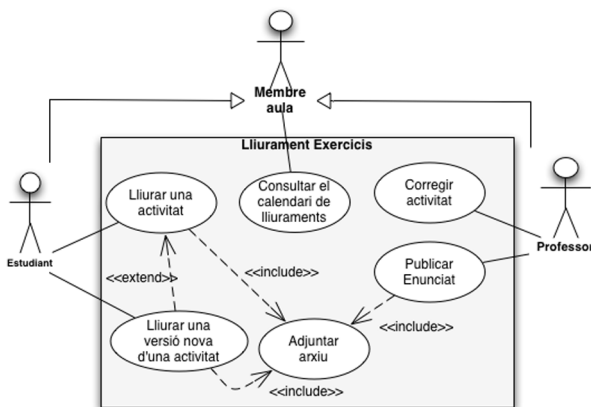 Membre
aula
Lliurament Exercicis
Lliurar una
activitat
Consultar el
calendari de
lliuraments
Corregir
activitat
Estudiant
Professor
<<extend>>
<<include>>
Publicar
Enunciat
Lliurar una
versió nova
d'una activitat
Adjuntar
arxiu
<<include>>
<<include>>